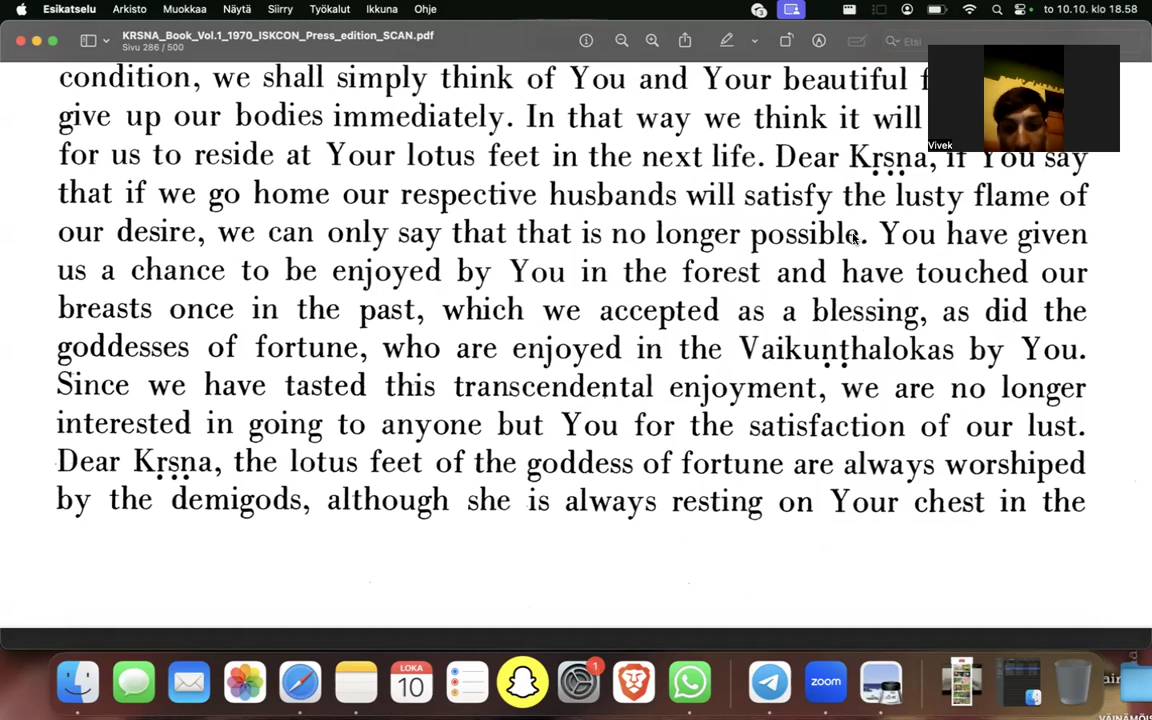 Esikatselu Arkisto Muokkaa Näytä Siirry Työkalut Ikkuna Ohje 3 to 10.10. klo 18.58
KRSNA_Book_Vol.1_1970_ISKCON_Press_edition_SCAN.pdf
Sivu 286 / 500
Etsi
condition, we shall simply think of You and Your beautiful
give up our bodies immediately. In that way we think it will
Vivek
for us to reside at Your lotus feet in the next life. Dear Kṛṣṇa, if You say
that if we go home our respective husbands will satisfy the lusty flame of
our desire, we can only say that that is no longer possible. You have given
us a chance to be enjoyed by You in the forest and have touched our
breasts once in the past, which we accepted as a blessing, as did the
goddesses of fortune, who are enjoyed in the Vaikuṇṭhalokas by You.
Since we have tasted this transcendental enjoyment, we are no longer
interested in going to anyone but You for the satisfaction of our lust.
Dear Kṛṣṇa, the lotus feet of the goddess of fortune are always worshiped
by the demigods, although she is always resting on Your chest in the
LOKA
10
1
zoom